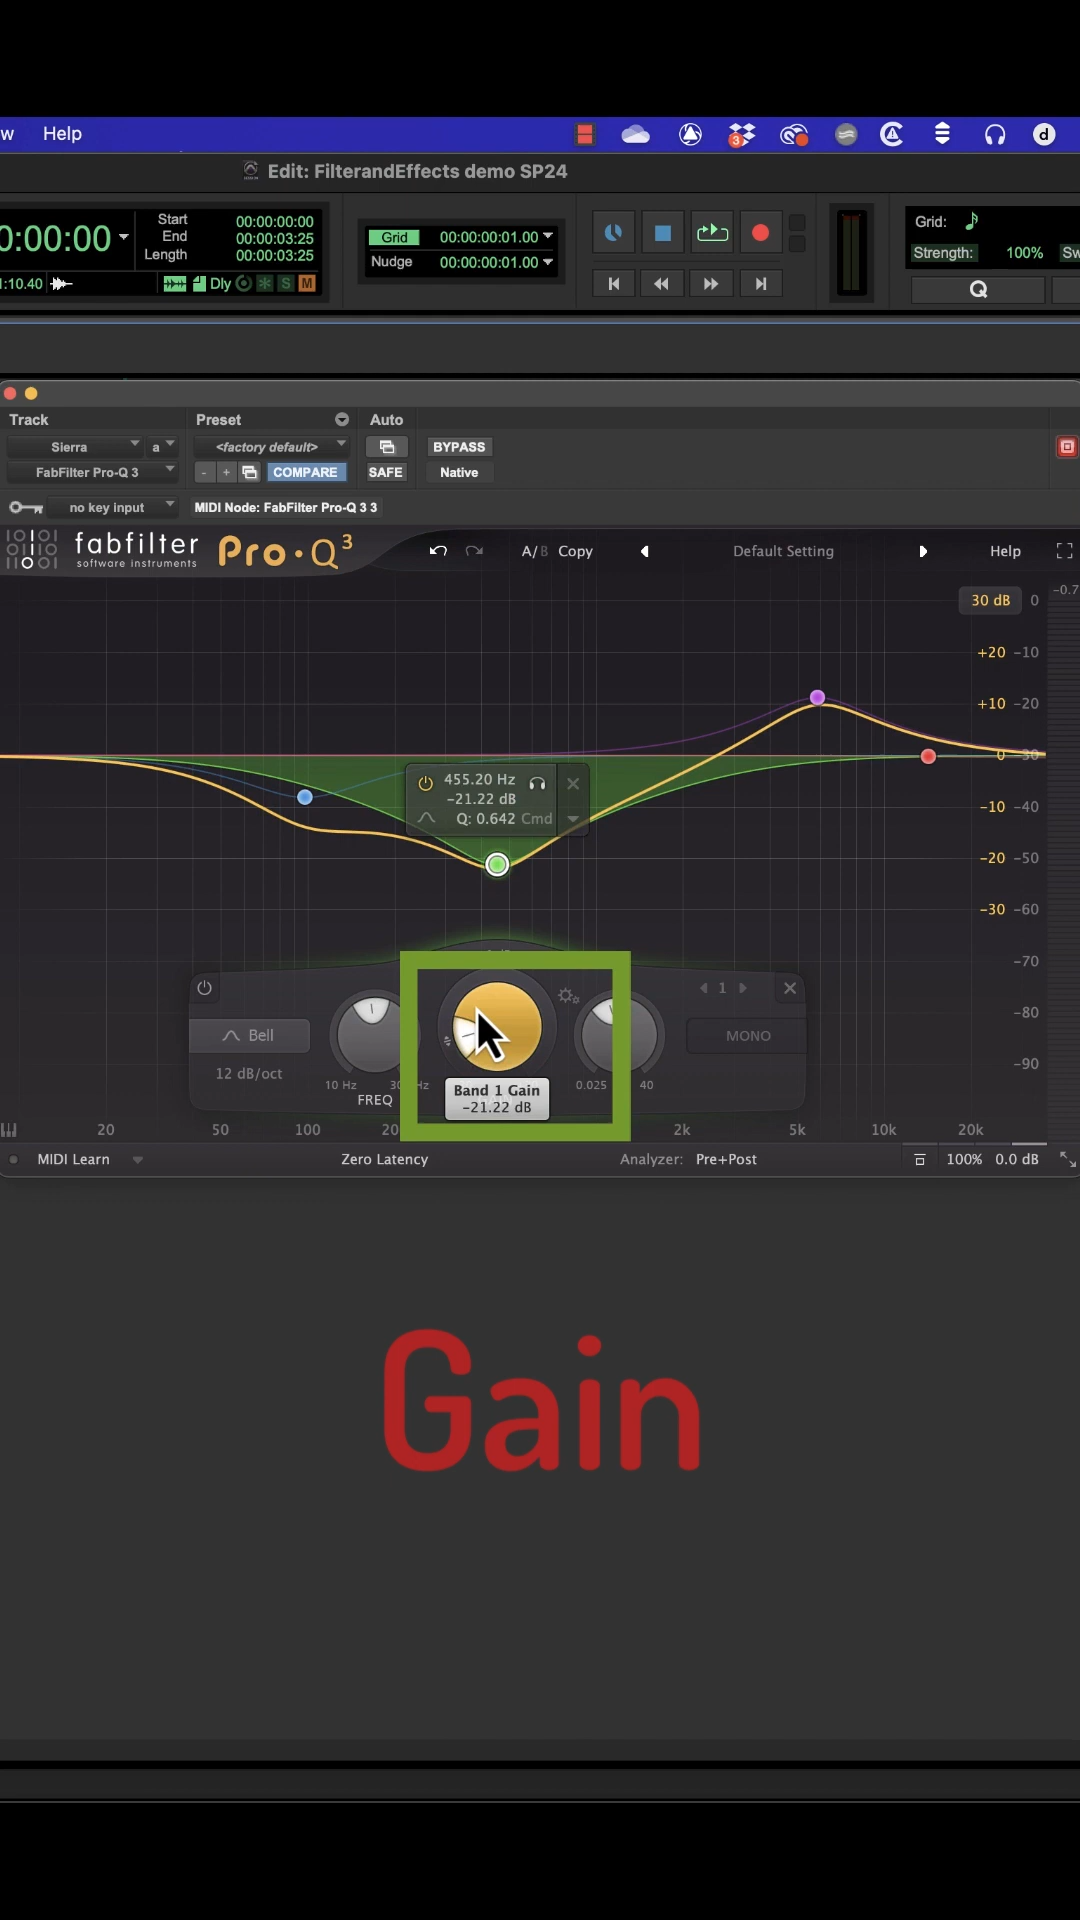 w Help
3
d
Edit: FilterandEffects demo SP24
0:00:00
Start 00:00:00:00
End 00:00:03:25
Length 00:00:03:25
Grid 00:00:00:01.00
Nudge 00:00:00:01.00
Grid:
Strength: 100% Sw
:10.40 Dly S M
Q
Track Preset Auto
Sierra a <factory default> BYPASS
FabFilter Pro-Q 3 - + COMPARE SAFE Native
no key input MIDI Node: FabFilter Pro-Q 3 3
fabfilter
software instruments
Pro·Q3
A/B Copy Default Setting Help
30 dB 0 -0.7
+20 -10
+10 -20
0 -30
455.20 Hz
-21.22 dB
Q: 0.642 Cmd
-10 -40
-20 -50
-30 -60
-70
-80
-90
1
Bell
12 dB/oct
MONO
10 Hz 30 Hz
FREQ
0.025 40
Band 1 Gain
-21.22 dB
20 50 100 20 2k 5k 10k 20k
MIDI Learn Zero Latency Analyzer: Pre+Post 100% 0.0 dB
Gain